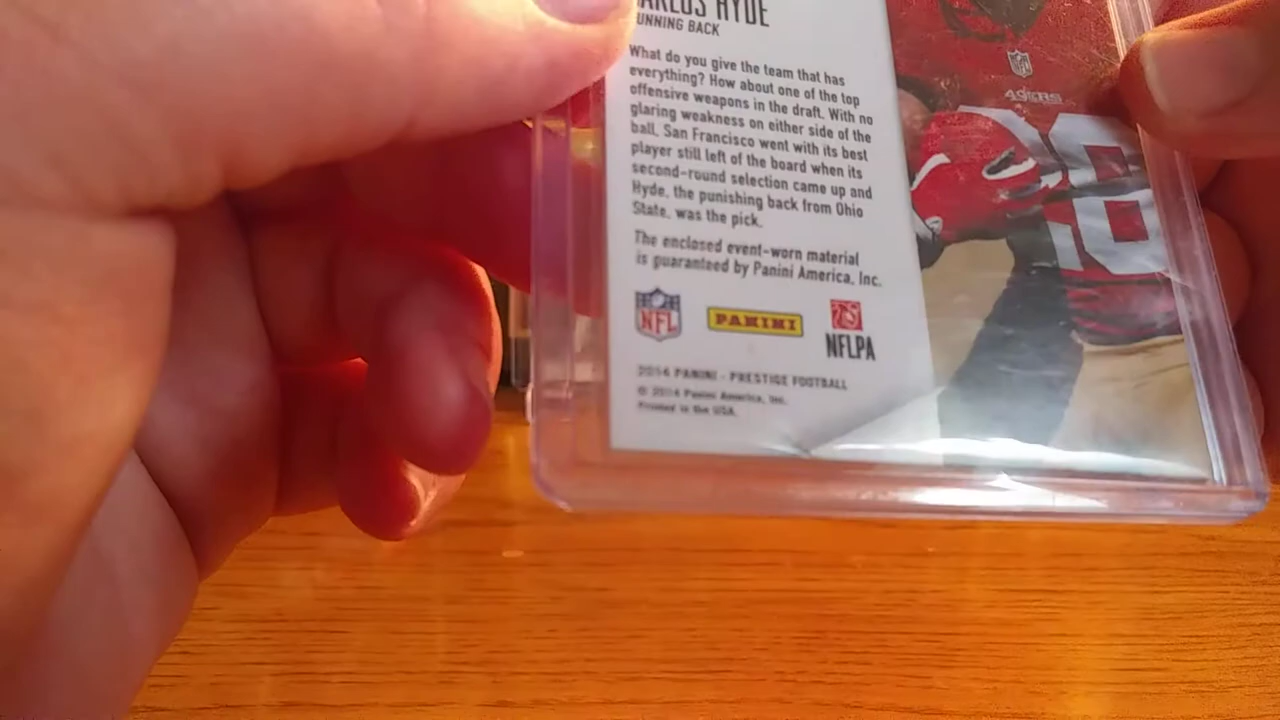 ARLOS HYDE
UNNING BACK
What do you give the team that has
everything? How about one of the top
offensive weapons in the draft. With no
glaring weakness on either side of the
ball, San Francisco went with its best
player still left of the board when its
second-round selection came up and
Hyde, the punishing back from Ohio
State, was the pick.
The enclosed event-worn material
is guaranteed by Panini America, Inc.
NFL
PANINI
NFLPA
2014 PANINI - PRESTIGE FOOTBALL
© 2014 Panini America, Inc.
Printed in the USA.
NFL
49ERS
28